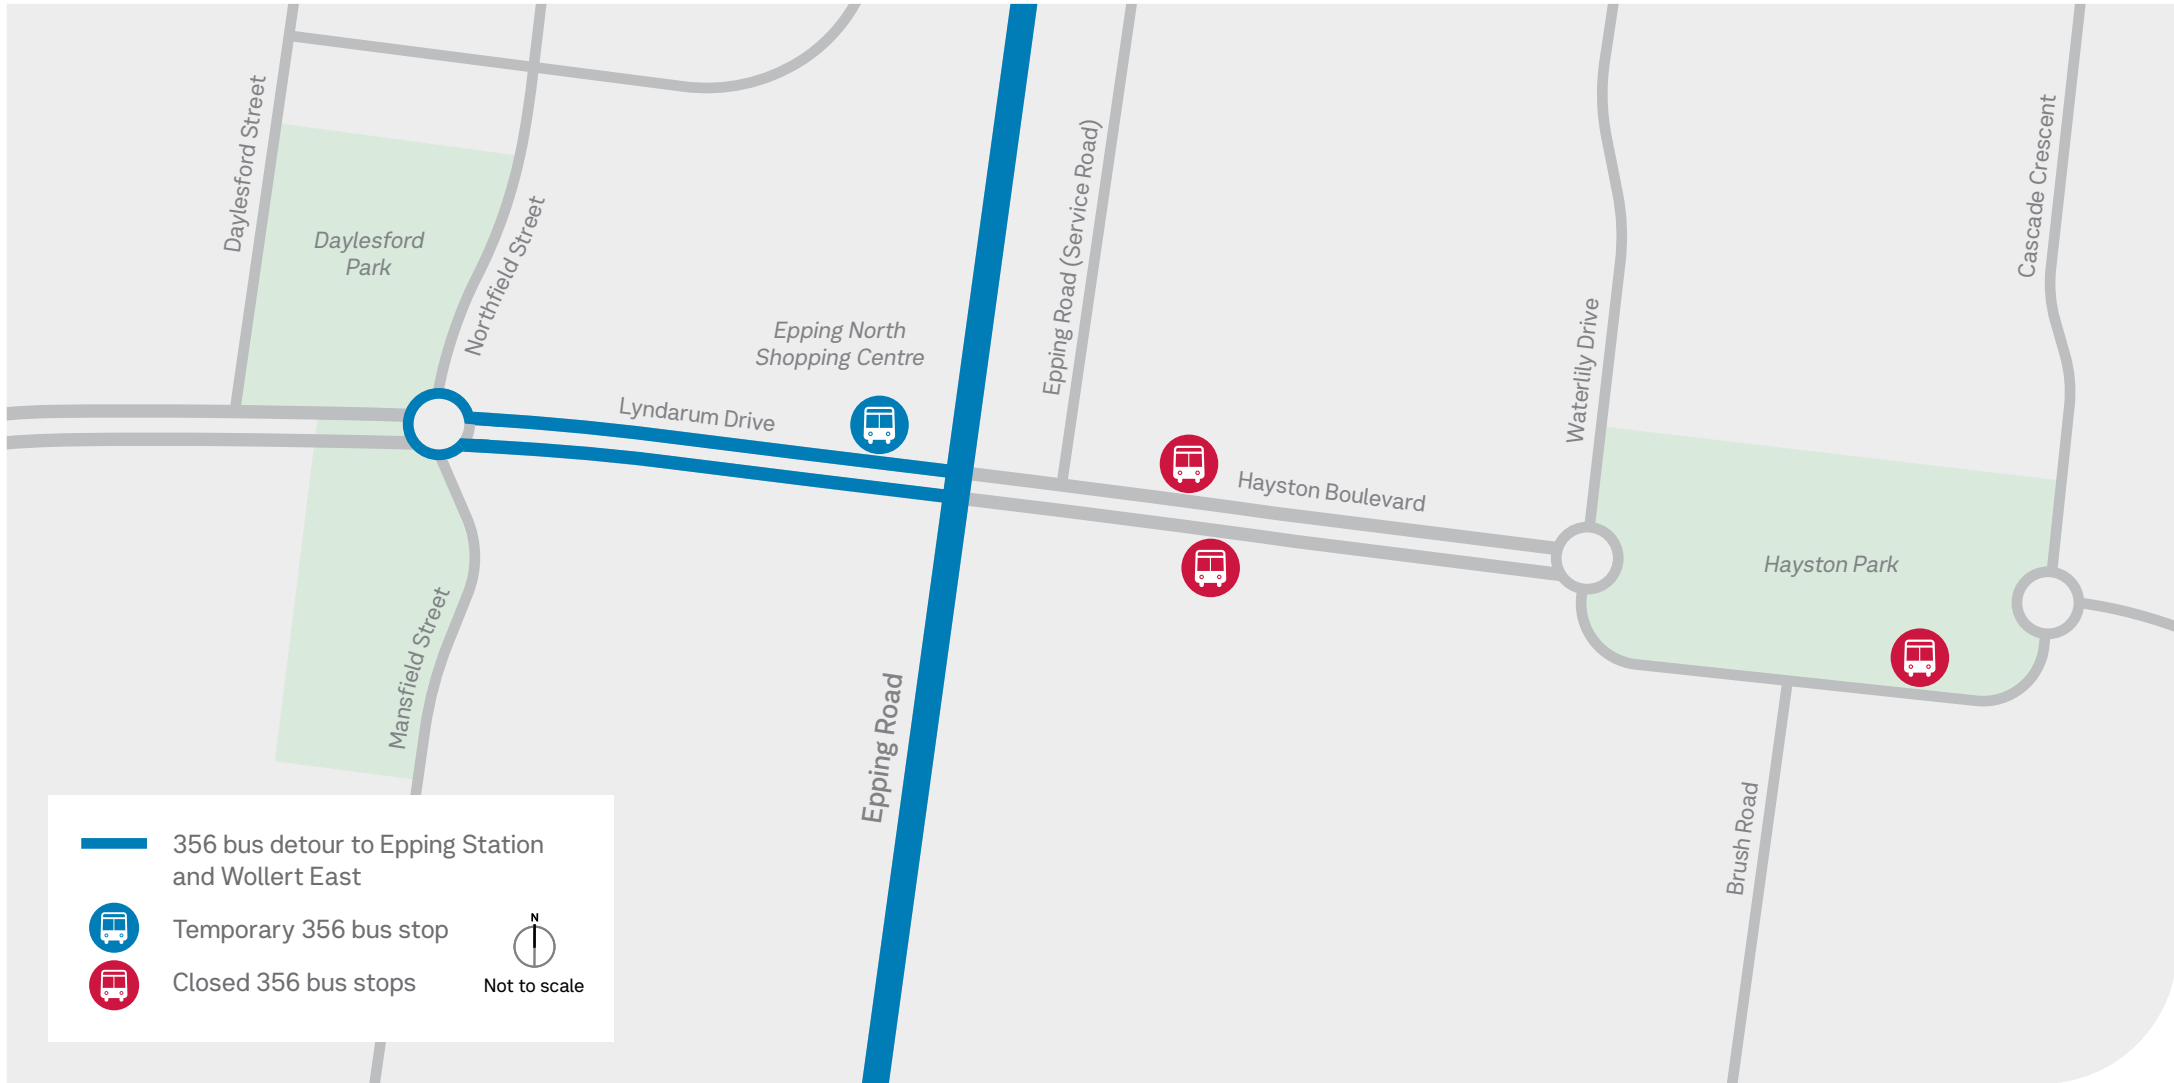 Daylesford Street
Daylesford
Park
Northfield Street
Epping North
Shopping Centre
Lyndarum Drive
Epping Road (Service Road)
Hayston Boulevard
Waterlily Drive
Cascade Crescent
Hayston Park
Mansfield Street
Epping Road
Brush Road
356 bus detour to Epping Station
and Wollert East
Temporary 356 bus stop
Closed 356 bus stops
N
Not to scale